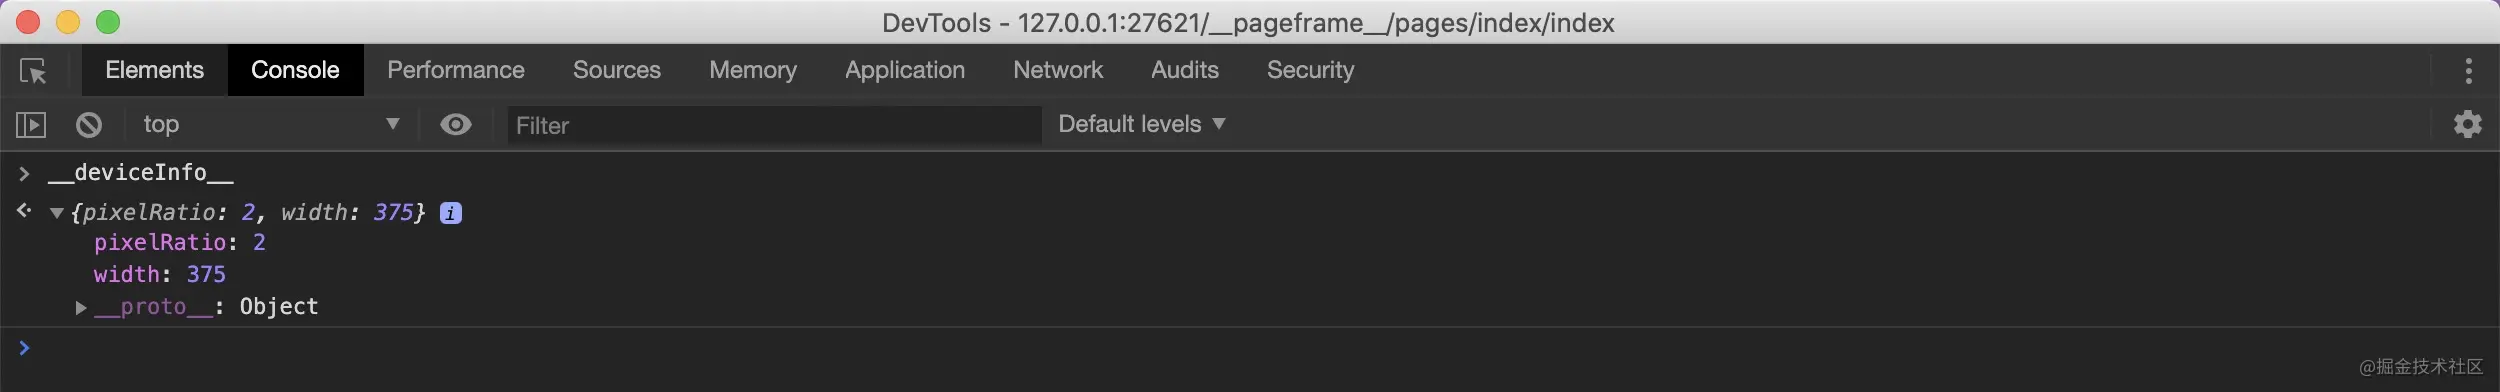 DevTools - 127.0.0.1:27621/__pageframe__/pages/index/index
Elements Console Performance Sources Memory Application Network Audits Security
top Filter Default levels
__deviceInfo__
{pixelRatio: 2, width: 375} i
pixelRatio: 2
width: 375
__proto__: Object
@掘金技术社区